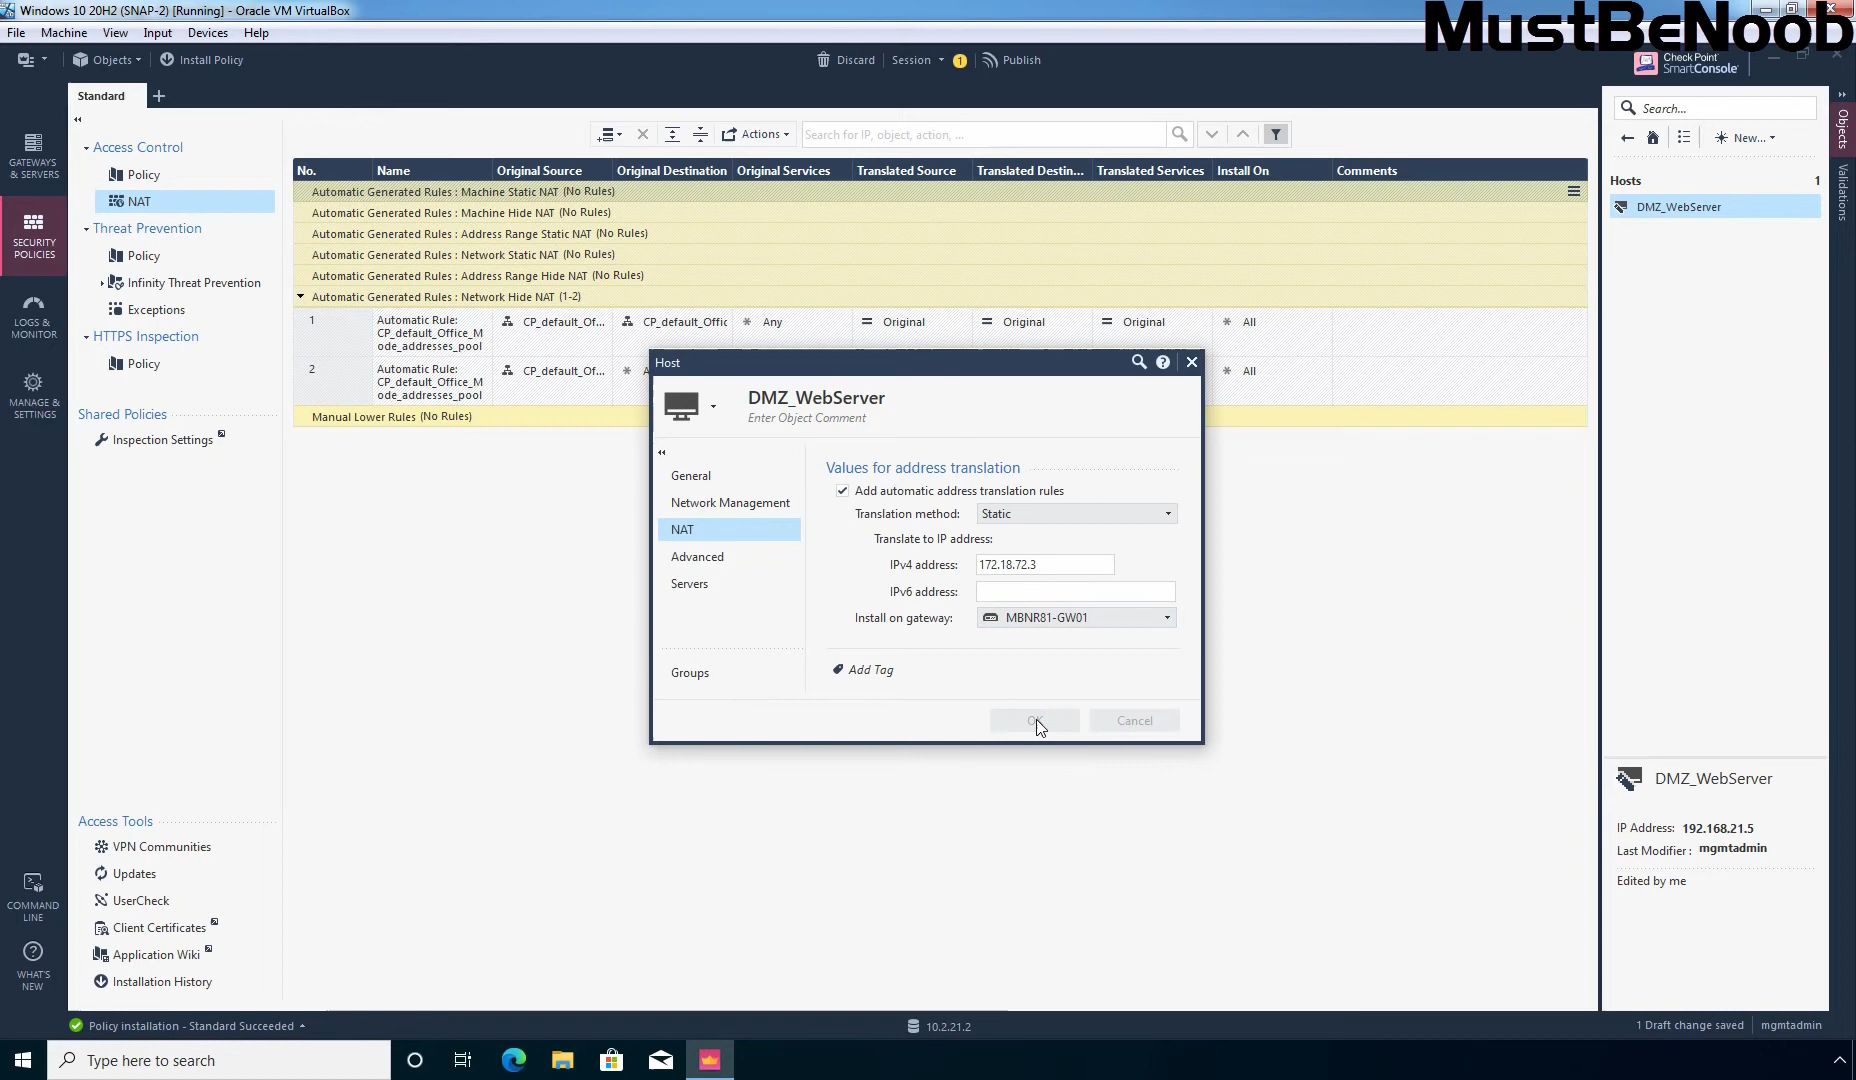 Windows 10 20H2 (SNAP-2) [Running] - Oracle VM VirtualBox
MustBeNoob
File Machine View Input Devices Help
Objects Install Policy Discard Session 1 Publish
Check Point
SmartConsole
Standard
Search...
Access Control
Policy
NAT
Threat Prevention
Policy
Infinity Threat Prevention
Exceptions
HTTPS Inspection
Policy
Shared Policies
Inspection Settings
Access Tools
VPN Communities
Updates
UserCheck
Client Certificates
Application Wiki
Installation History
GATEWAYS
& SERVERS
SECURITY
POLICIES
LOGS &
MONITOR
MANAGE &
SETTINGS
COMMAND
LINE
WHAT'S
NEW
Actions Search for IP, object, action, ...
No. Name Original Source Original Destination Original Services Translated Source Translated Destin... Translated Services Install On Comments
Automatic Generated Rules : Machine Static NAT (No Rules)
Automatic Generated Rules : Machine Hide NAT (No Rules)
Automatic Generated Rules : Address Range Static NAT (No Rules)
Automatic Generated Rules : Network Static NAT (No Rules)
Automatic Generated Rules : Address Range Hide NAT (No Rules)
Automatic Generated Rules : Network Hide NAT (1-2)
1 Automatic Rule: CP_default_Of... CP_default_Offic Any Original Original Original All
CP_default_Office_M
ode_addresses_pool
2 Automatic Rule: CP_default_Of... All
CP_default_Office_M
ode_addresses_pool
Manual Lower Rules (No Rules)
Host
DMZ_WebServer
Enter Object Comment
General
Network Management
NAT
Advanced
Servers
Groups
Values for address translation
Add automatic address translation rules
Translation method: Static
Translate to IP address:
IPv4 address: 172.18.72.3
IPv6 address:
Install on gateway: MBNR81-GW01
Add Tag
Cancel
New...
Hosts 1
DMZ_WebServer
Objects
Validations
DMZ_WebServer
IP Address: 192.168.21.5
Last Modifier : mgmtadmin
Edited by me
Policy installation - Standard Succeeded 10.2.21.2 1 Draft change saved mgmtadmin
Type here to search